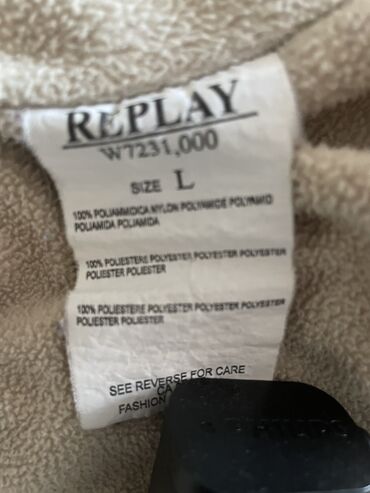 REPLAY
W7231,000
SIZE L
100% POLIAMMIDICA NYLON POLYAMIDE POLYAMID
POLIAMIDA POLIAMIDA
100% POLIESTERE POLYESTER POLYESTER POLYESTER
POLIESTER POLIESTER
100% POLIESTERE POLYESTER POLYESTER POLYESTER
POLIESTER POLIESTER
SEE REVERSE FOR CARE
CA
FASHION